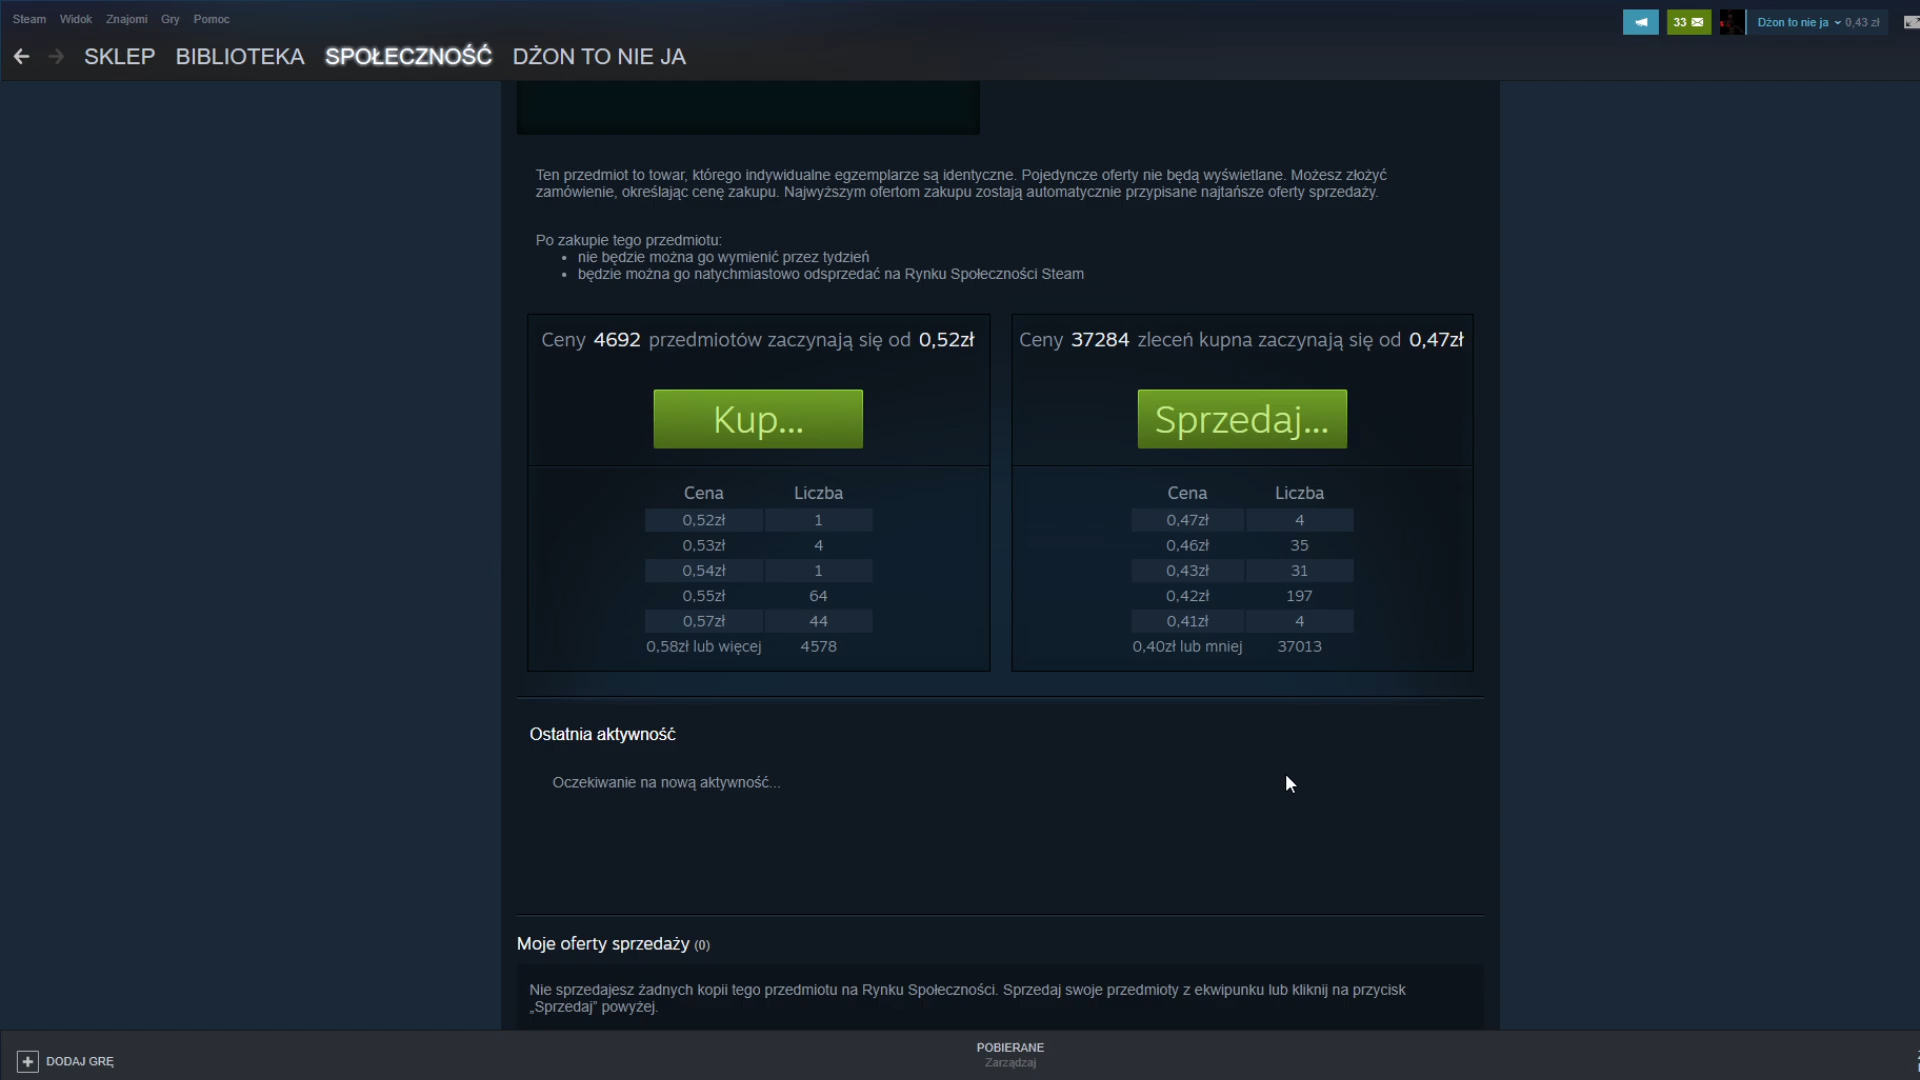 Steam Widok Znajomi Gry Pomoc
33 Dżon to nie ja 0,43 zł
SKLEP BIBLIOTEKA SPOŁECZNOŚĆ DŻON TO NIE JA
Ten przedmiot to towar, którego indywidualne egzemplarze są identyczne. Pojedyncze oferty nie będą wyświetlane. Możesz złożyć
zamówienie, określając cenę zakupu. Najwyższym ofertom zakupu zostają automatycznie przypisane najtańsze oferty sprzedaży.
Po zakupie tego przedmiotu:
• nie będzie można go wymienić przez tydzień
• będzie można go natychmiastowo odsprzedać na Rynku Społeczności Steam
Ceny 4692 przedmiotów zaczynają się od 0,52zł
Kup...
Cena Liczba
0,52zł 1
0,53zł 4
0,54zł 1
0,55zł 64
0,57zł 44
0,58zł lub więcej 4578
Ceny 37284 zleceń kupna zaczynają się od 0,47zł
Sprzedaj...
Cena Liczba
0,47zł 4
0,46zł 35
0,43zł 31
0,42zł 197
0,41zł 4
0,40zł lub mniej 37013
Ostatnia aktywność
Oczekiwanie na nową aktywność...
Moje oferty sprzedaży (0)
Nie sprzedajesz żadnych kopii tego przedmiotu na Rynku Społeczności. Sprzedaj swoje przedmioty z ekwipunku lub kliknij na przycisk
„Sprzedaj” powyżej.
DODAJ GRĘ
POBIERANE
Zarządzaj